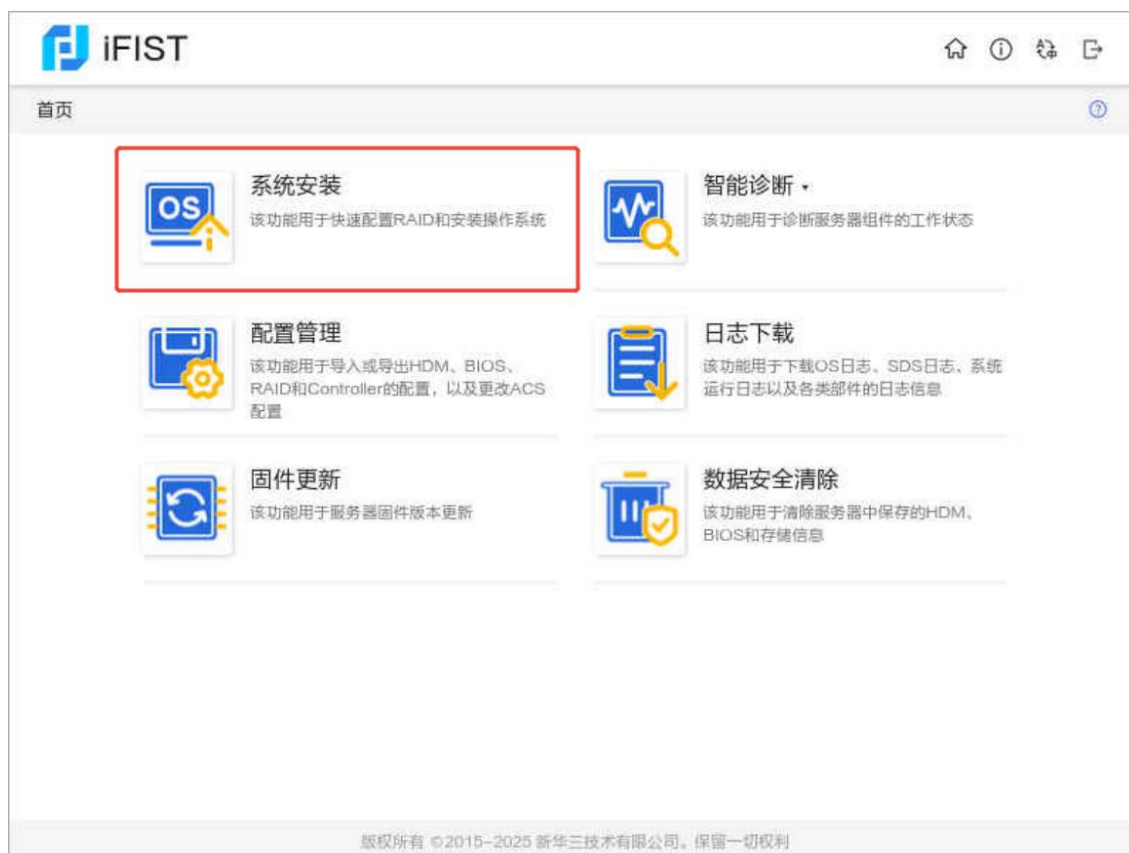 iFIST
首页
系统安装
该功能用于快速配置RAID和安装操作系统
智能诊断
该功能用于诊断服务器组件的工作状态
配置管理
该功能用于导入或导出HDM、BIOS、
RAID和Controller的配置，以及更改ACS
配置
日志下载
该功能用于下载OS日志、SDS日志、系统
运行日志以及各类部件的日志信息
固件更新
该功能用于服务器固件版本更新
数据安全清除
该功能用于清除服务器中保存的HDM、
BIOS和存储信息
OS
版权所有 ©2015-2025 新华三技术有限公司。保留一切权利